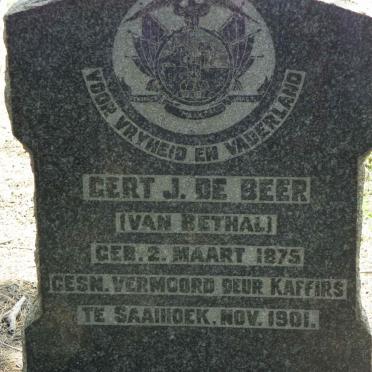 VOOR VRYHEID EN VADERLAND
GERT J. DE BEER
(VAN BETHAL)
GEB. 2. MAART 1875
GESN. VERMOORD DEUR KAFFIRS
TE SAAIHOEK, NOV. 1901.